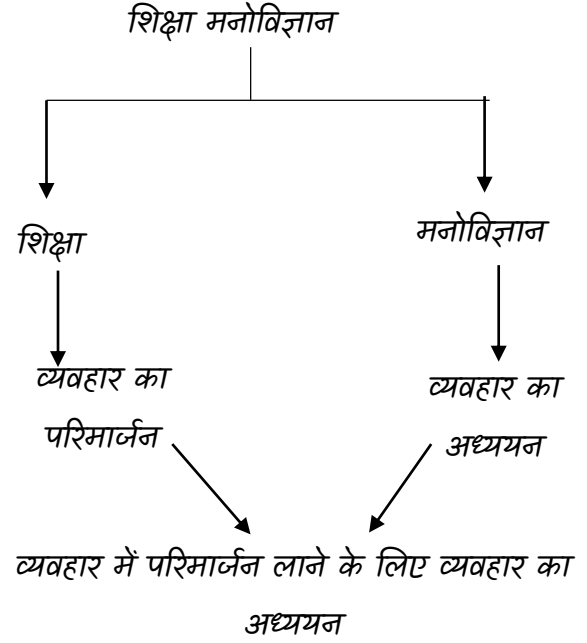 शिक्षा मनोविज्ञान
शिक्षा
मनोविज्ञान
व्यवहार का
परिमार्जन
व्यवहार का
अध्ययन
व्यवहार में परिमार्जन लाने के लिए व्यवहार का
अध्ययन